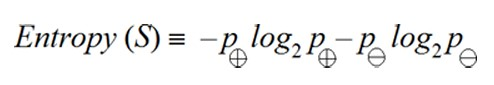 Entropy (S) ≡ −p⊕ log₂ p⊕ − p⊖ log₂ p⊖